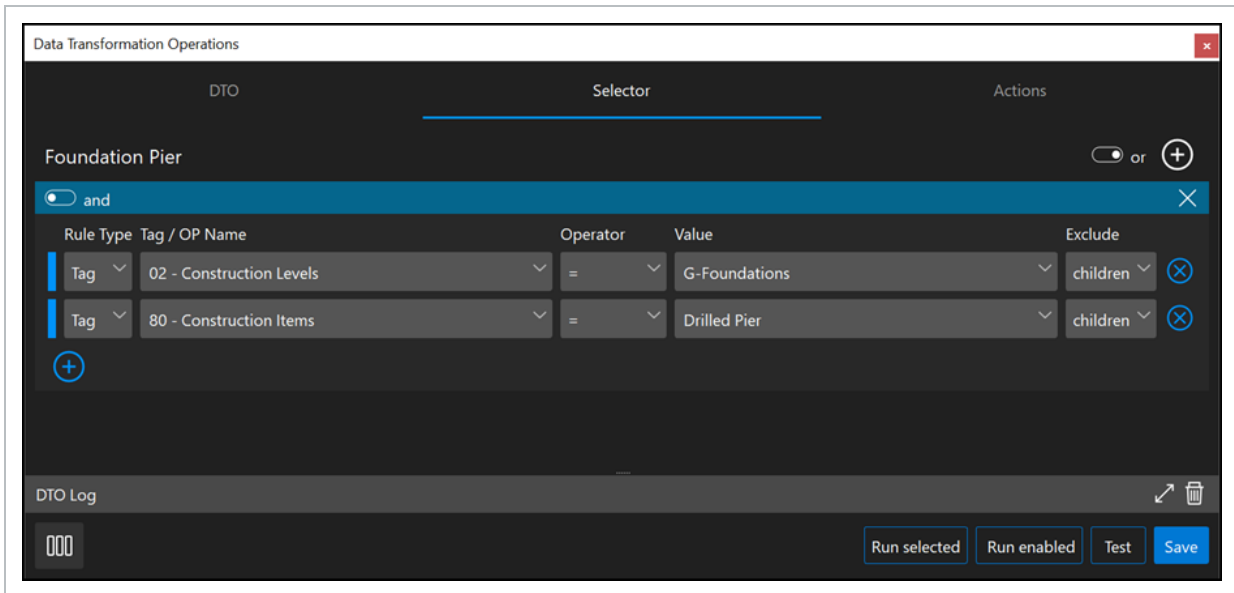 Data Transformation Operations
DTO Selector Actions
Foundation Pier or
and
Rule Type Tag / OP Name Operator Value Exclude
Tag 02 - Construction Levels = G-Foundations children
Tag 80 - Construction Items = Drilled Pier children
DTO Log
Run selected Run enabled Test Save